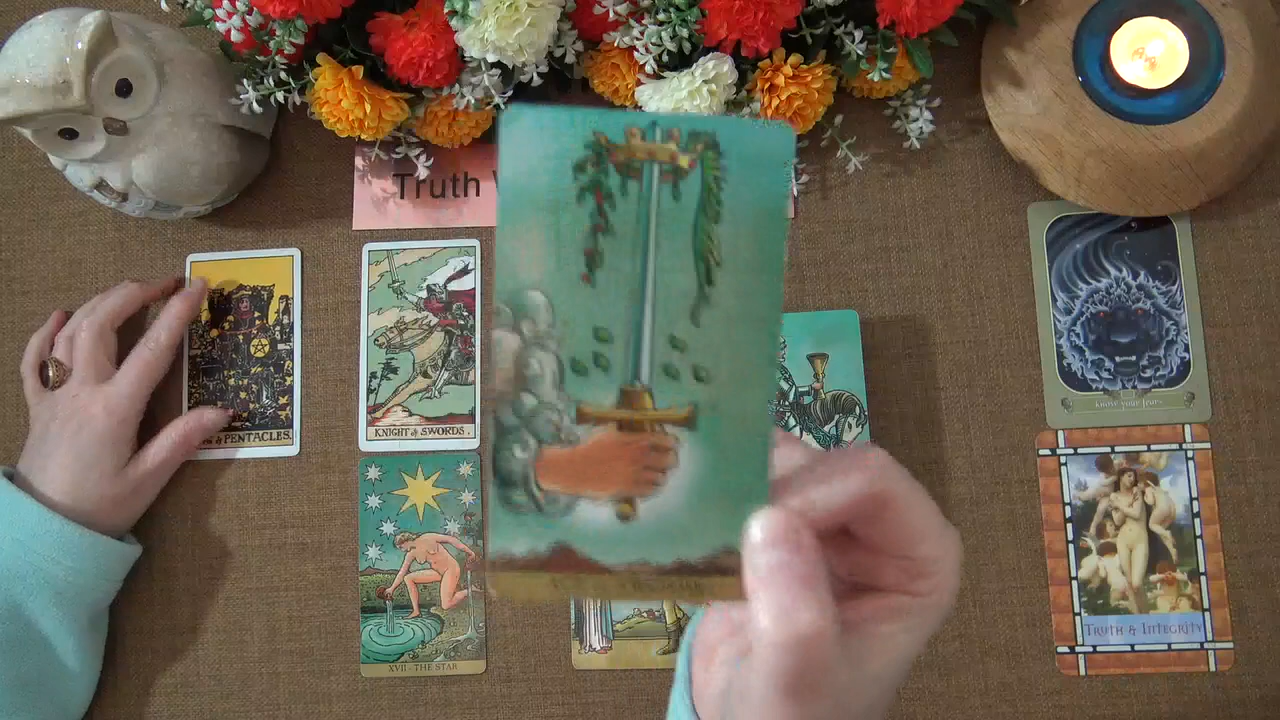 Truth
& PENTACLES.
KNIGHT of SWORDS.
XVII - THE STAR
know your fears
TRUTH & INTEGRITY